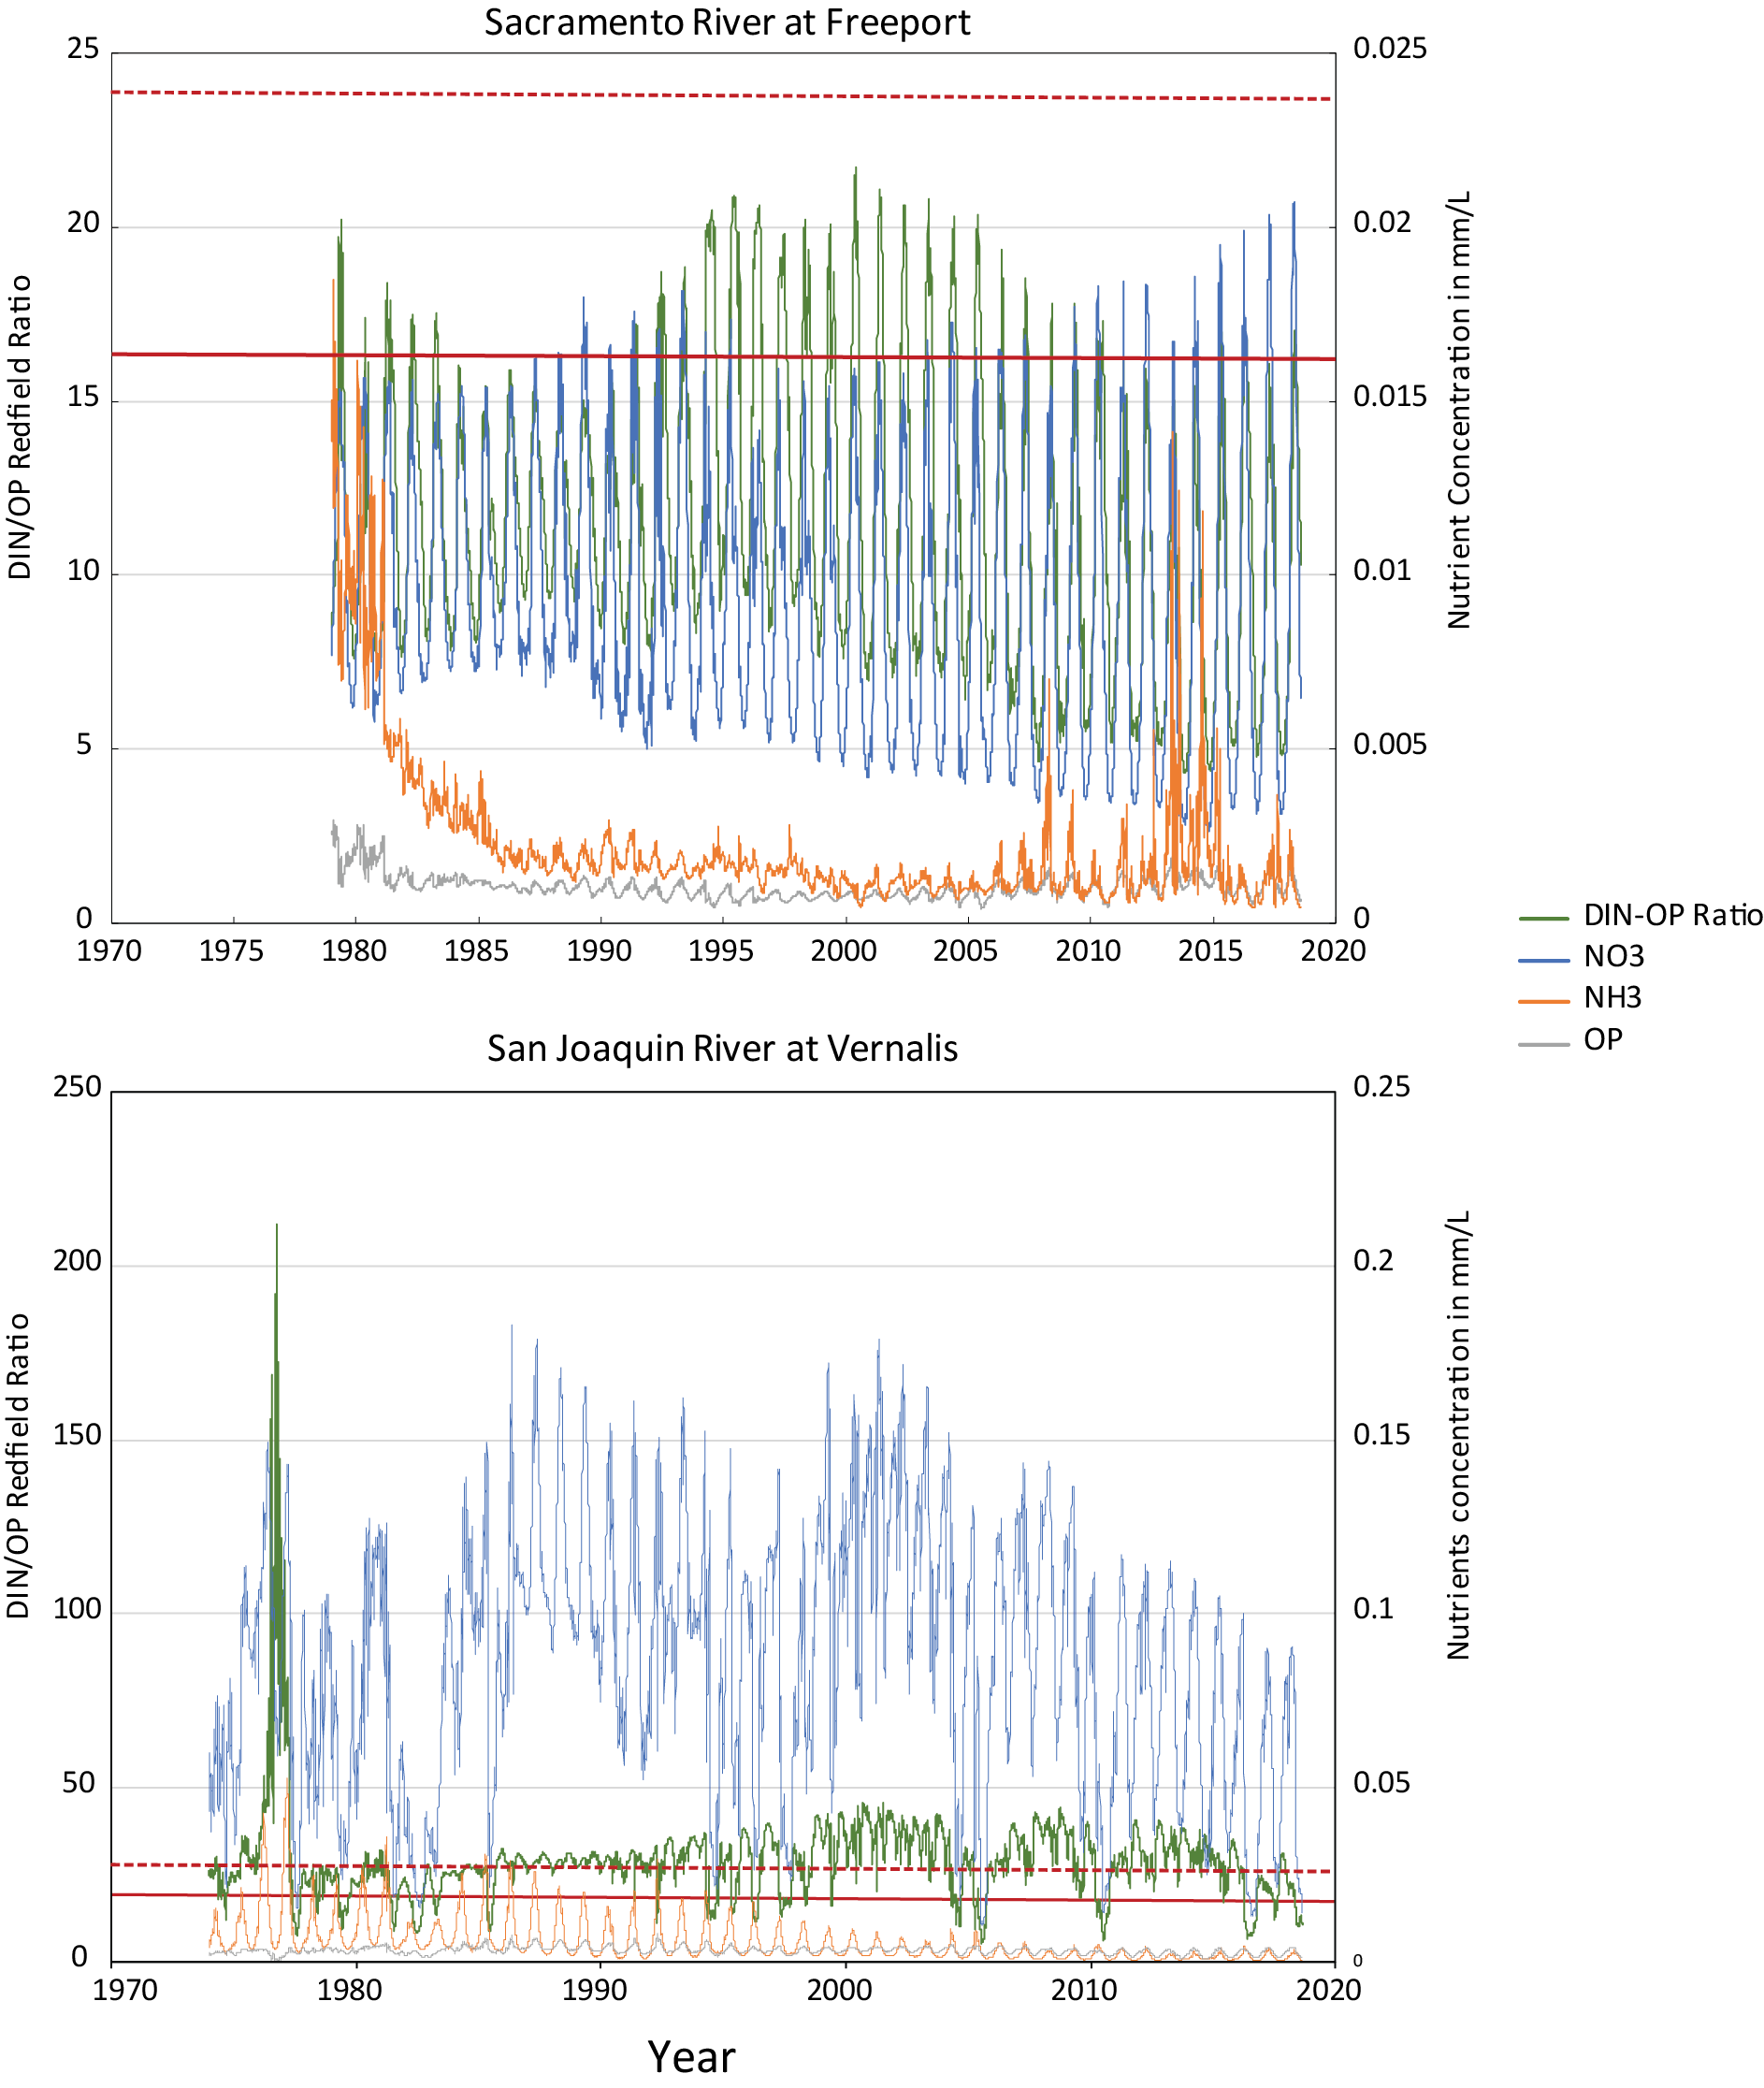 Sacramento River at Freeport
DIN/OP Redfield Ratio
25
20
15
10
5
0
0.025
0.02
0.015
0.01
0.005
0
Nutrient Concentration in mm/L
1970 1975 1980 1985 1990 1995 2000 2005 2010 2015 2020
DIN-OP Ratio
NO3
NH3
OP
San Joaquin River at Vernalis
DIN/OP Redfield Ratio
250
200
150
100
50
0
0.25
0.2
0.15
0.1
0.05
0
Nutrients concentration in mm/L
1970 1980 1990 2000 2010 2020
Year